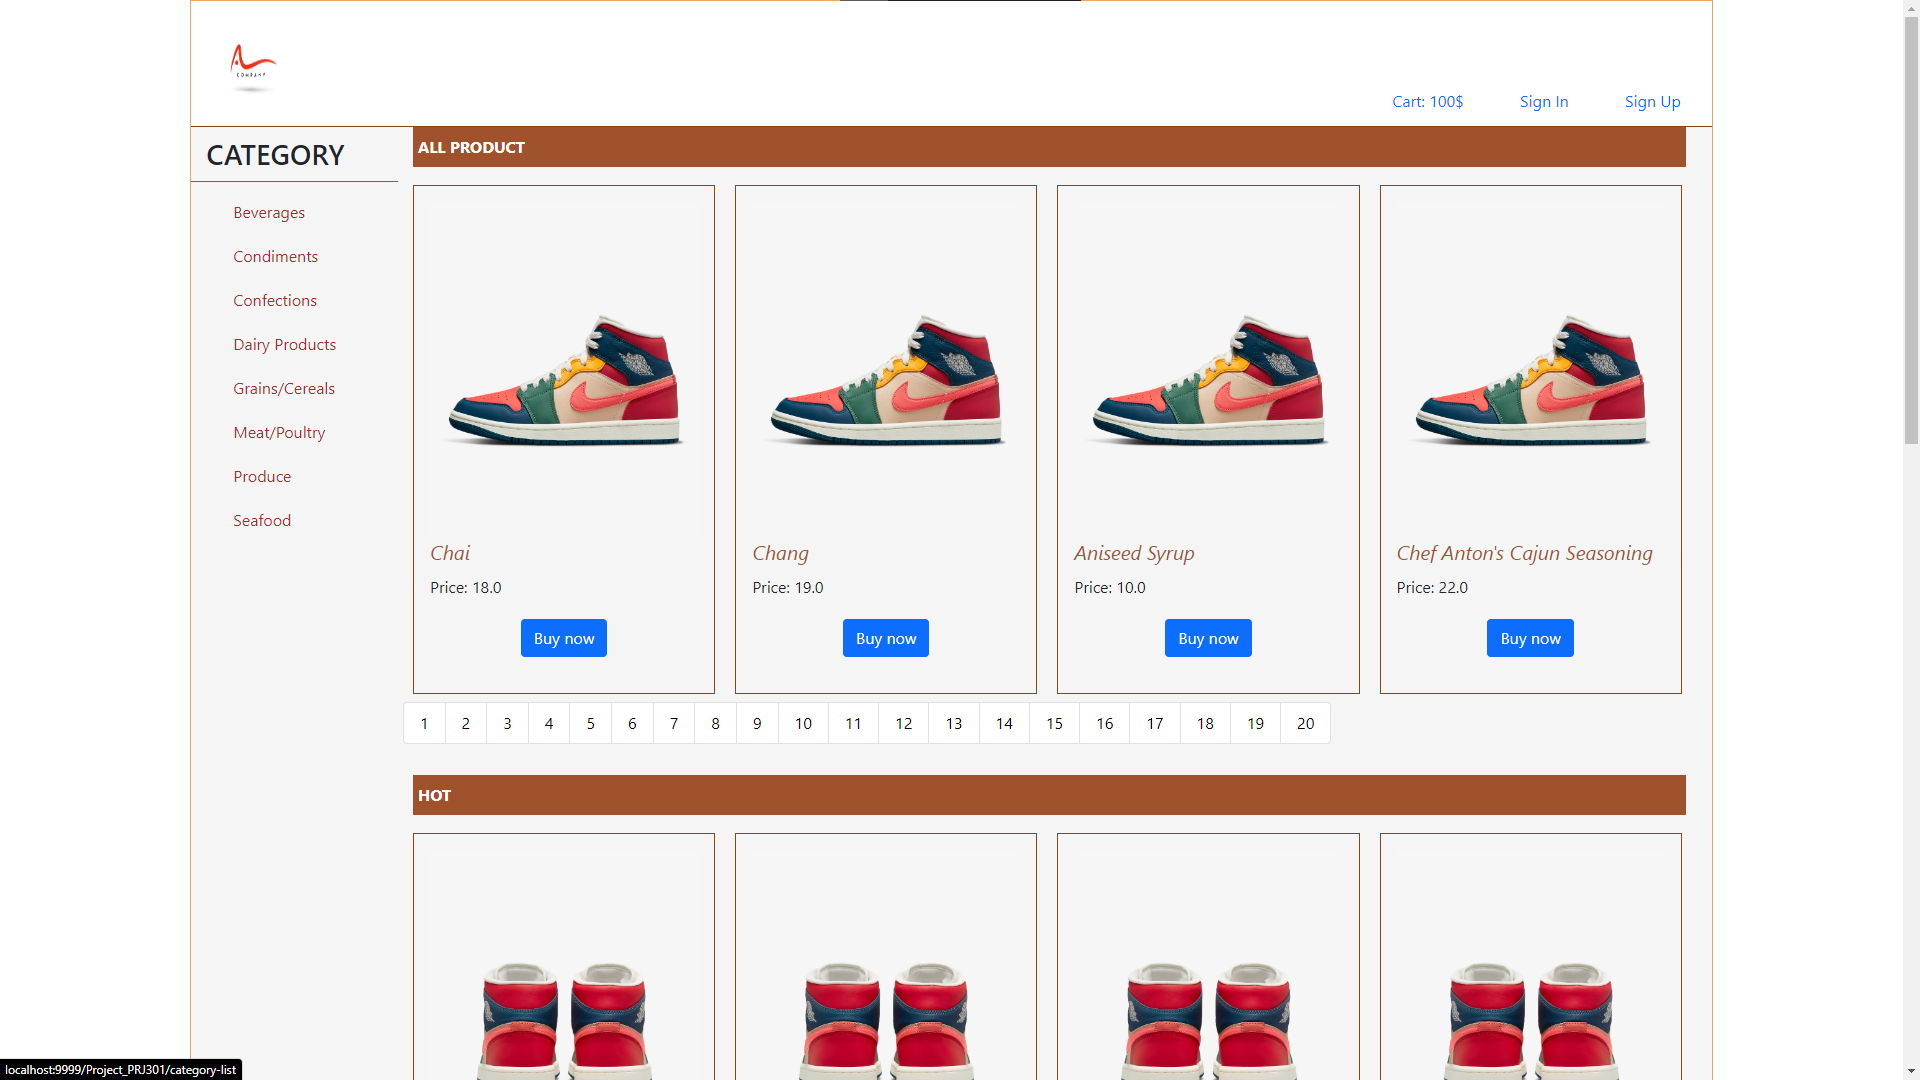 COMPANY
Cart: 100$ Sign In Sign Up
CATEGORY
Beverages
Condiments
Confections
Dairy Products
Grains/Cereals
Meat/Poultry
Produce
Seafood
ALL PRODUCT
Chai
Price: 18.0
Buy now
Chang
Price: 19.0
Buy now
Aniseed Syrup
Price: 10.0
Buy now
Chef Anton's Cajun Seasoning
Price: 22.0
Buy now
1 2 3 4 5 6 7 8 9 10 11 12 13 14 15 16 17 18 19 20
HOT
localhost:9999/Project_PRJ301/category-list